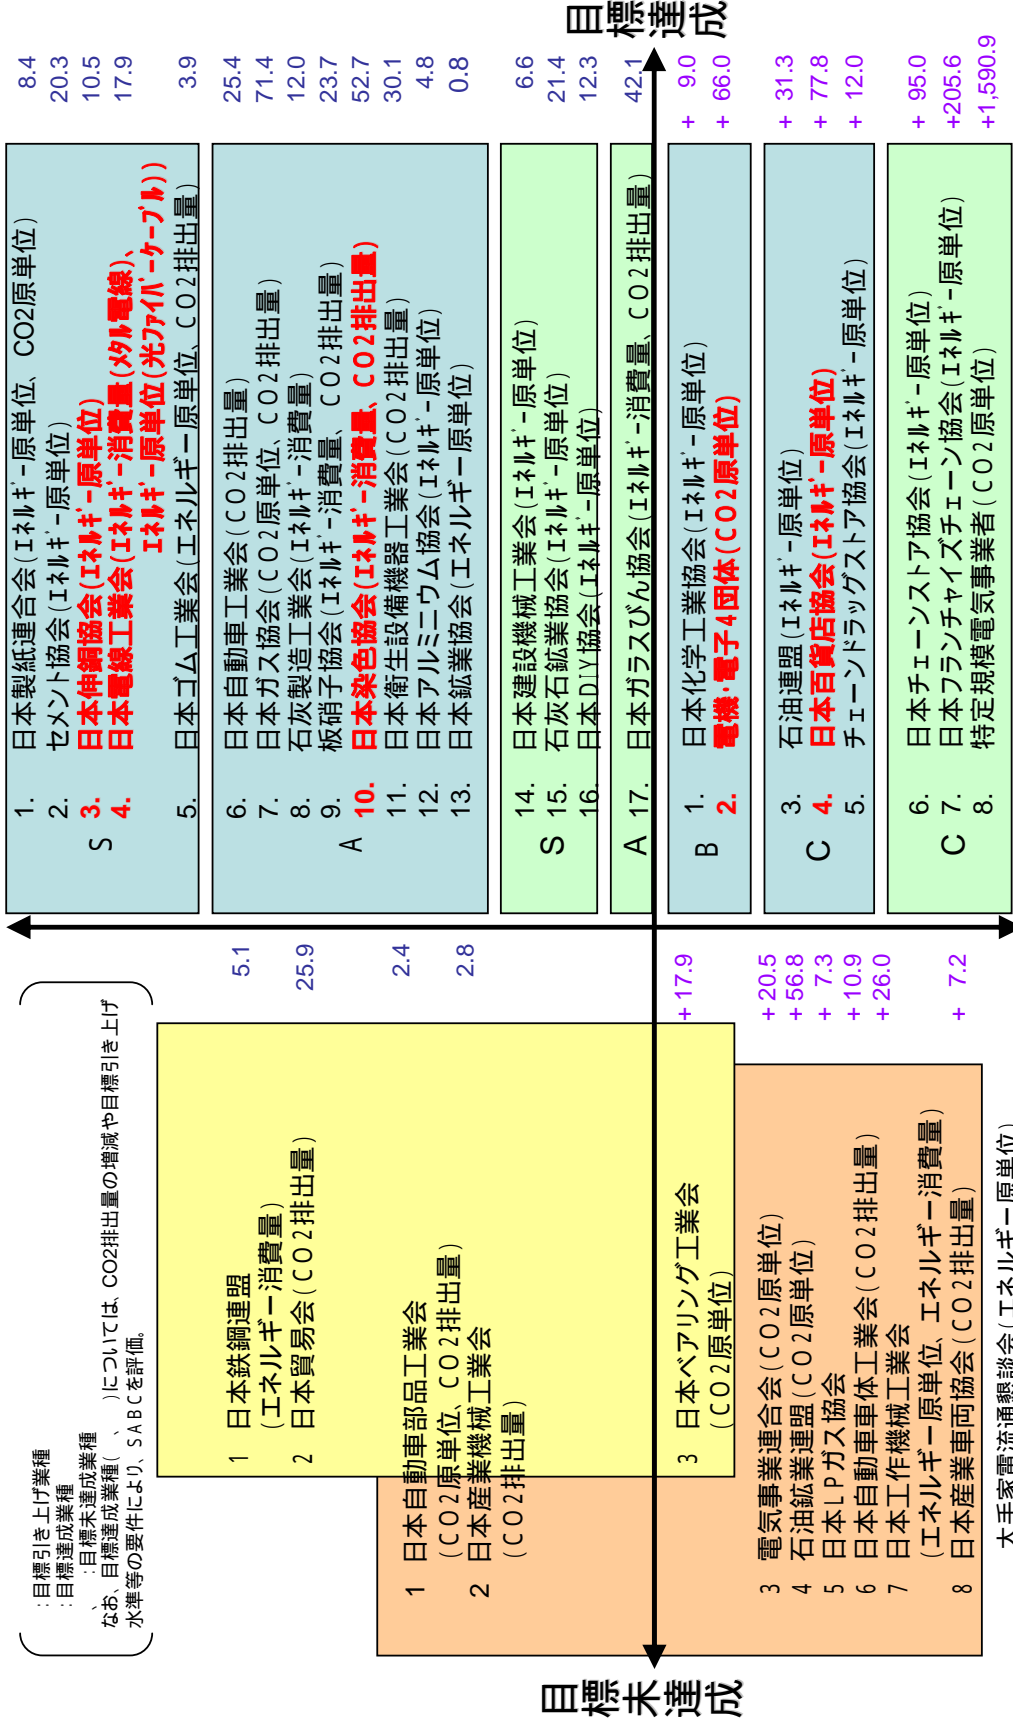 :目標引き上げ業種
:目標達成業種
、 :目標未達成業種
なお、目標達成業種( 、 )については、CO2排出量の増減や目標引き上げ
水準等の要件により、SABCを評価。
目標未達成
目標達成
1 日本鉄鋼連盟
(エネルギー消費量)
5.1
2 日本貿易会(CO2排出量)
25.9
1 日本自動車部品工業会
(CO2原単位、CO2排出量)
2.4
2 日本産業機械工業会
(CO2排出量)
2.8
3 日本ベアリング工業会
(CO2原単位)
+17.9
3 電気事業連合会(CO2原単位) +20.5
4 石油鉱業連盟(CO2原単位) +56.8
5 日本LPガス協会 + 7.3
6 日本自動車車体工業会(CO2排出量) +10.9
7 日本工作機械工業会 +26.0
(エネルギー原単位、エネルギー消費量)
8 日本産業車両協会(CO2排出量) + 7.2
大手家電流通懇談会(エネルギー原単位)
S
1. 日本製紙連合会(エネルギー原単位、CO2原単位) 8.4
2. セメント協会(エネルギー原単位) 20.3
3. 日本伸銅協会(エネルギー原単位) 10.5
4. 日本電線工業会(エネルギー消費量(メタル電線)、 17.9
エネルギー原単位(光ファイバーケーブル))
5. 日本ゴム工業会(エネルギー原単位、CO2排出量) 3.9
A
6. 日本自動車工業会(CO2排出量) 25.4
7. 日本ガス協会(CO2原単位、CO2排出量) 71.4
8. 石灰製造工業会(エネルギー消費量) 12.0
9. 板硝子協会(エネルギー消費量、CO2排出量) 23.7
10. 日本染色協会(エネルギー消費量、CO2排出量) 52.7
11. 日本衛生設備機器工業会(CO2排出量) 30.1
12. 日本アルミニウム協会(エネルギー原単位) 4.8
13. 日本鉱業協会(エネルギー原単位) 0.8
S
14. 日本建設機械工業会(エネルギー原単位) 6.6
15. 石灰石鉱業協会(エネルギー原単位) 21.4
16. 日本DIY協会(エネルギー原単位) 12.3
A
17. 日本ガラスびん協会(エネルギー消費量、CO2排出量) 42.1
B
1. 日本化学工業協会(エネルギー原単位) + 9.0
2. 電機・電子4団体(CO2原単位) + 66.0
C
3. 石油連盟(エネルギー原単位) + 31.3
4. 日本百貨店協会(エネルギー原単位) + 77.8
5. チェーンドラッグストア協会(エネルギー原単位) + 12.0
C
6. 日本チェーンストア協会(エネルギー原単位) + 95.0
7. 日本フランチャイズチェーン協会(エネルギー原単位) +205.6
8. 特定規模電気事業者(CO2原単位) +1,590.9